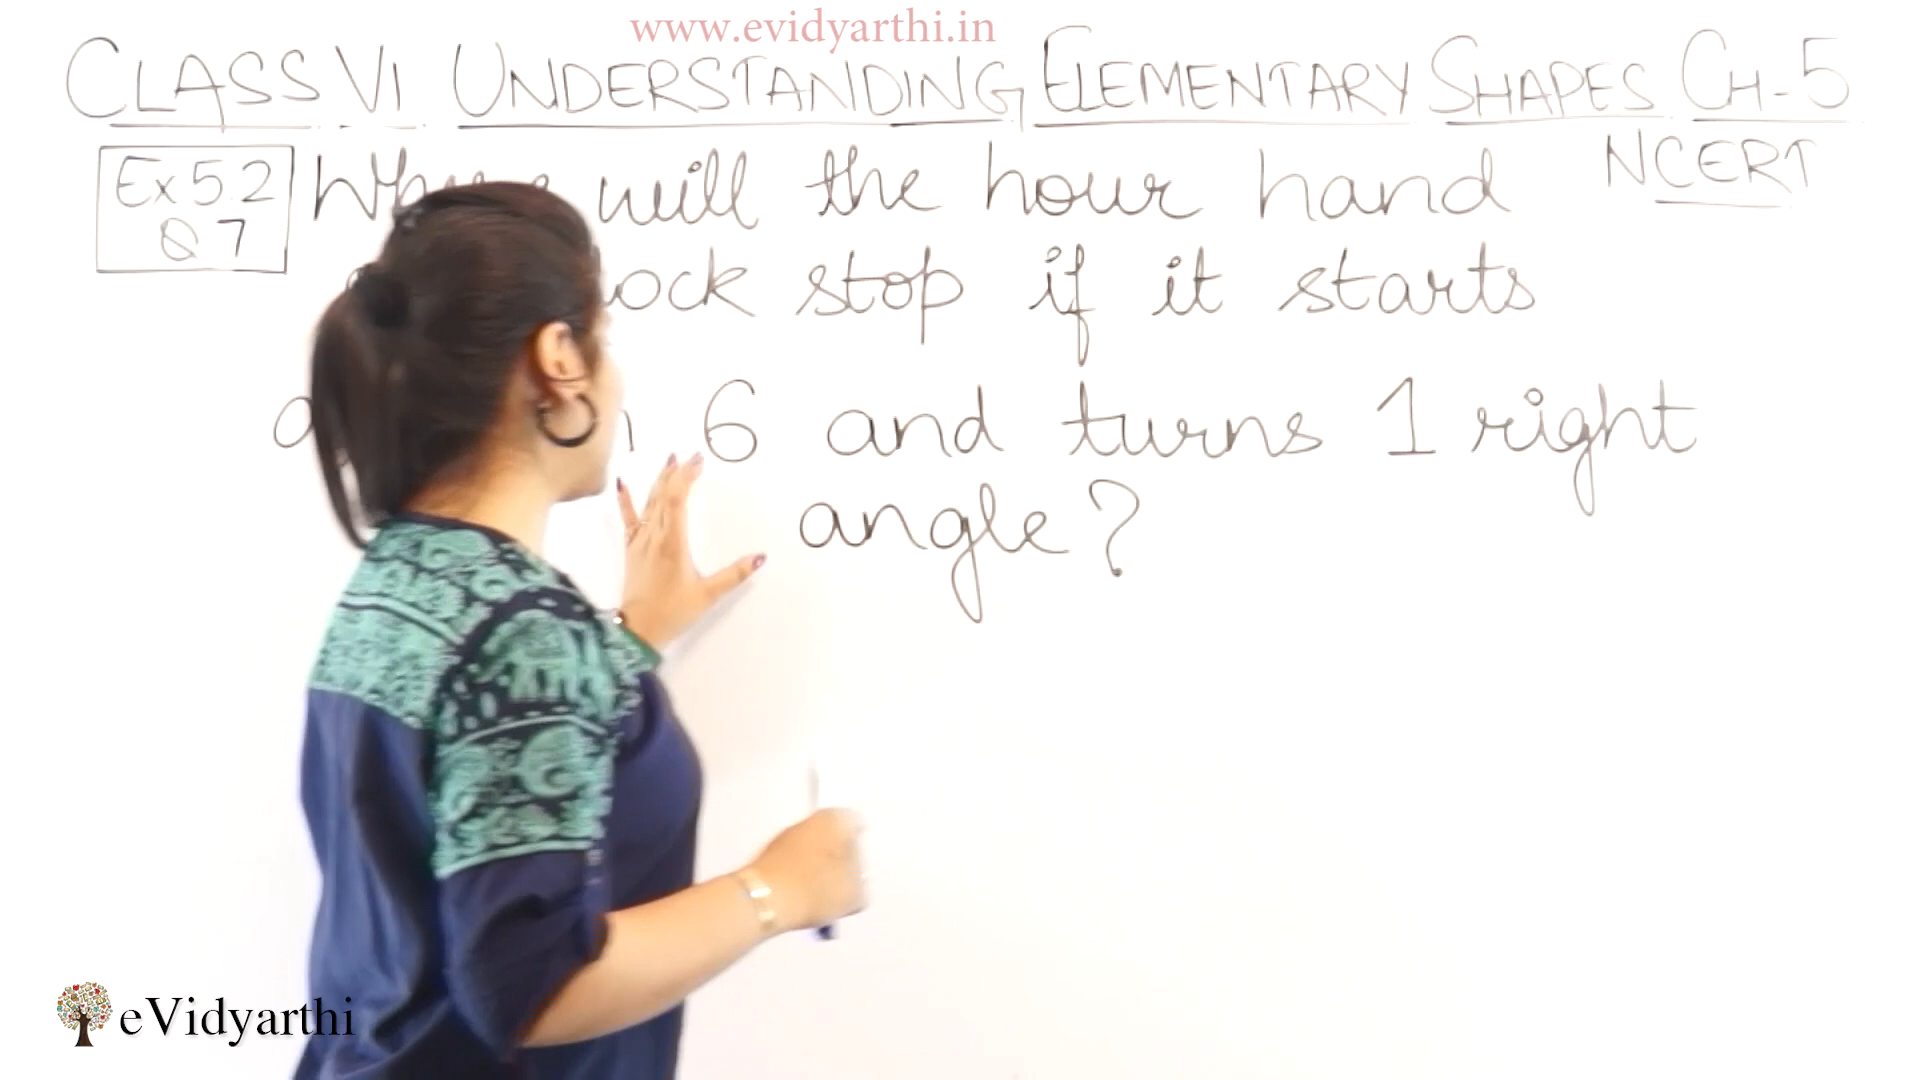 www.evidyarthi.in
CLASS VI UNDERSTANDING ELEMENTARY SHAPES CH-5
NCERT
Ex 5.2
Q 7
will the hour hand
stop if it starts
6 and turns 1 right
angle?
eVidyarthi